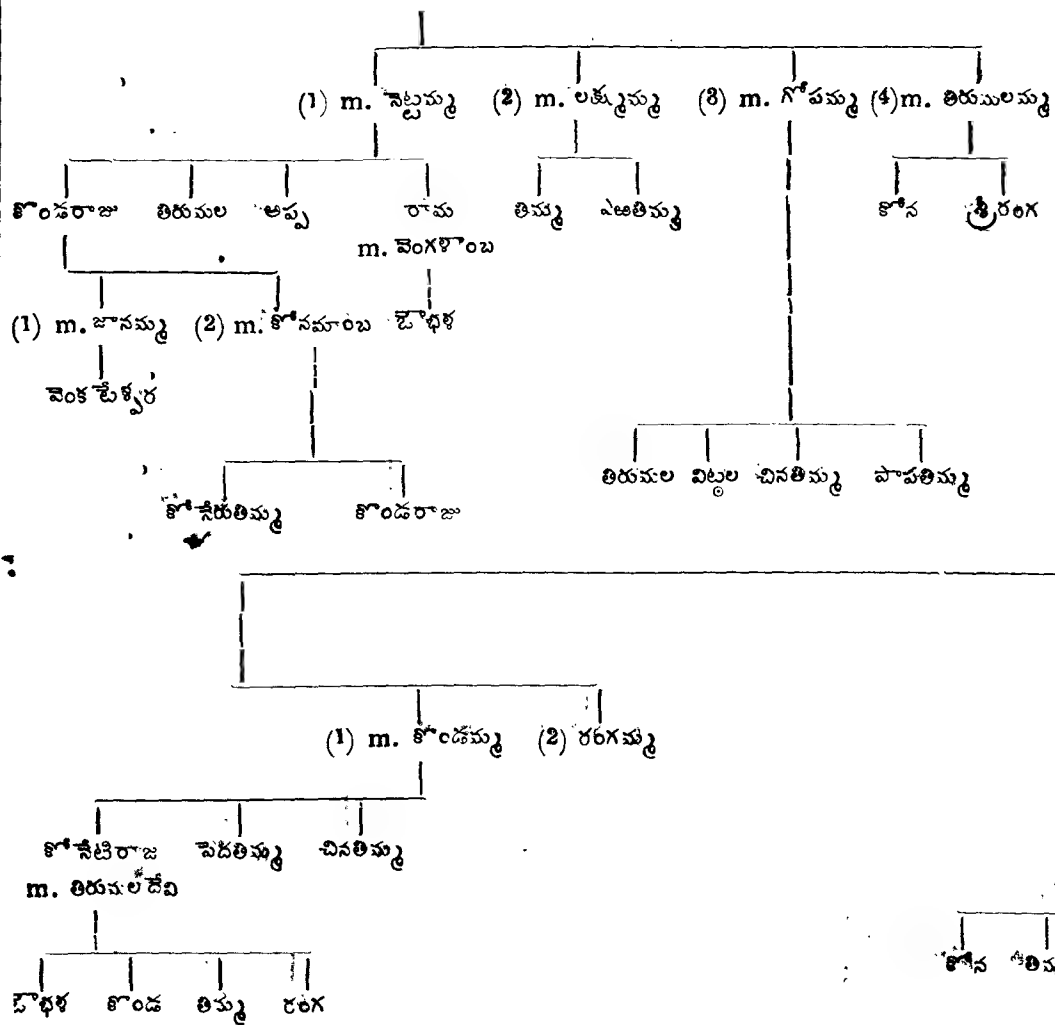 (1) m. నెట్టమ్మ (2) m. లక్ష్మమ్మ (3) m. గోపమ్మ (4) m. తిరుమలమ్మ
కొండరాజు తిరుమల అప్ప రామ తిమ్మ ఎఱతిమ్మ కోన శ్రీరంగ
m. వెంగళాంబ
(1) m. జానమ్మ (2) m. కోనమాంబ ఔభళ
వెంకటేశ్వర
తిరుమల విట్ఠల చినతిమ్మ పాపతిమ్మ
కోనేరుతిమ్మ కొండరాజు
(1) m. కొండమ్మ (2) రంగమ్మ
కోనేటిరాజ పెదతిమ్మ చినతిమ్మ
m. తిరుమలదేవి
కోన
ఔభళ కొండ తిమ్మ రంగ